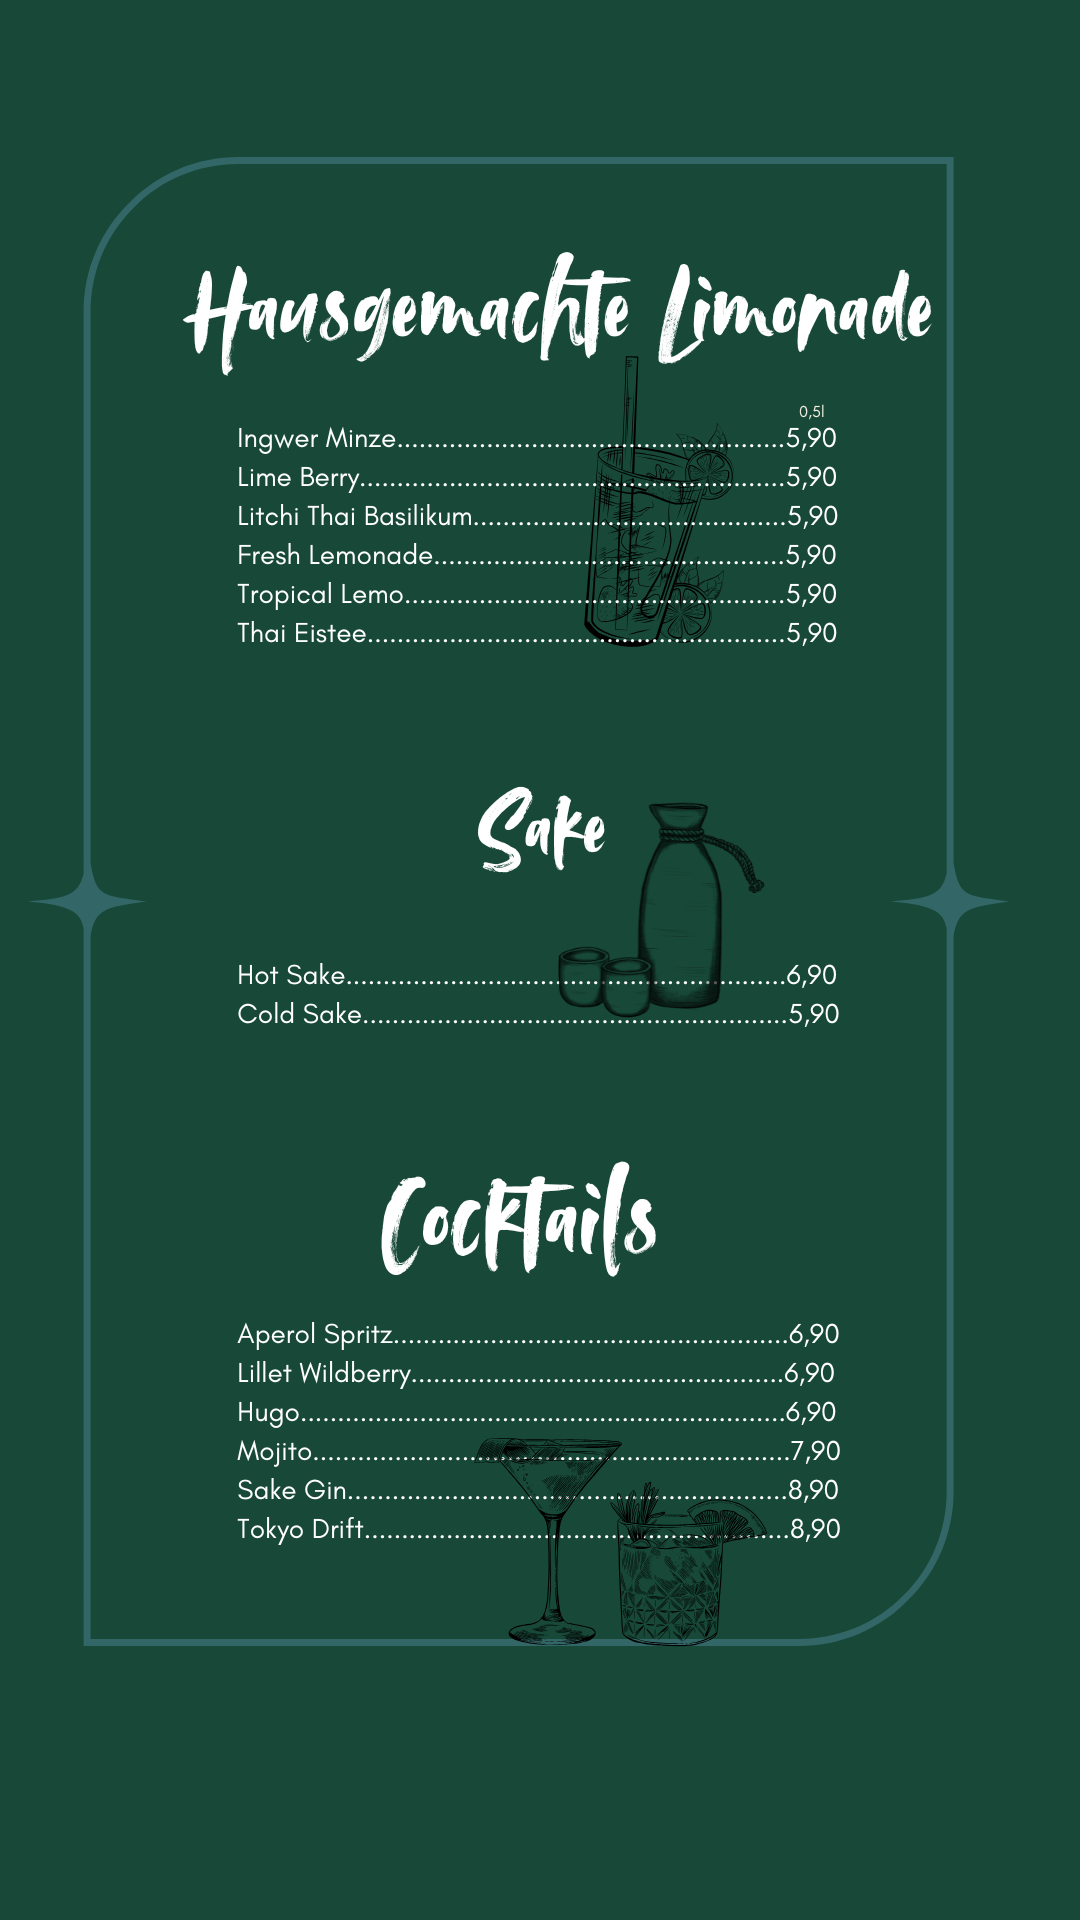 Hausgemachte Limonade
0,5l
Ingwer Minze...................................................5,90
Lime Berry........................................................5,90
Litchi Thai Basilikum.........................................5,90
Fresh Lemonade..............................................5,90
Tropical Lemo..................................................5,90
Thai Eistee.......................................................5,90
Sake
Hot Sake..........................................................6,90
Cold Sake........................................................5,90
Cocktails
Aperol Spritz....................................................6,90
Lillet Wildberry.................................................6,90
Hugo................................................................6,90
Mojito...............................................................7,90
Sake Gin..........................................................8,90
Tokyo Drift........................................................8,90